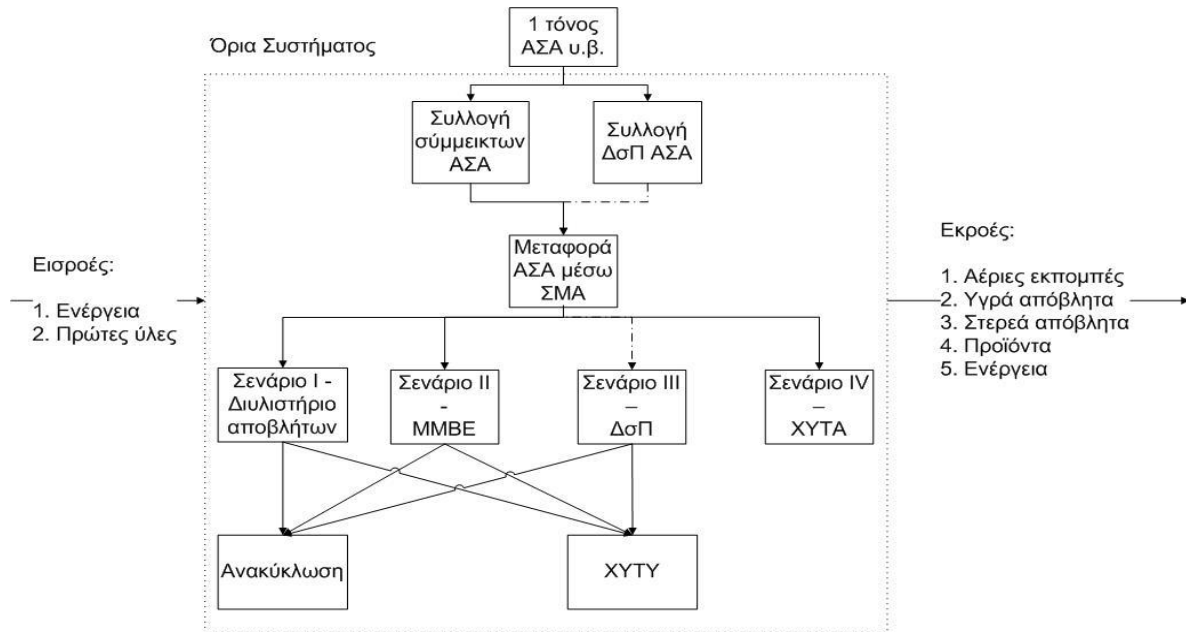 1 τόνος
ΑΣΑ υ.β.
Όρια Συστήματος
Συλλογή
σύμμεικτων
ΑΣΑ
Συλλογή
ΔσΠ ΑΣΑ
Μεταφορά
ΑΣΑ μέσω
ΣΜΑ
Εισροές:
1. Ενέργεια
2. Πρώτες ύλες
Εκροές:
1. Αέριες εκπομπές
2. Υγρά απόβλητα
3. Στερεά απόβλητα
4. Προϊόντα
5. Ενέργεια
Σενάριο Ι -
Διυλιστήριο
αποβλήτων
Σενάριο ΙΙ
-
ΜΜΒΕ
Σενάριο ΙΙΙ
–
ΔσΠ
Σενάριο IV
–
ΧΥΤΑ
Ανακύκλωση
ΧΥΤΥ